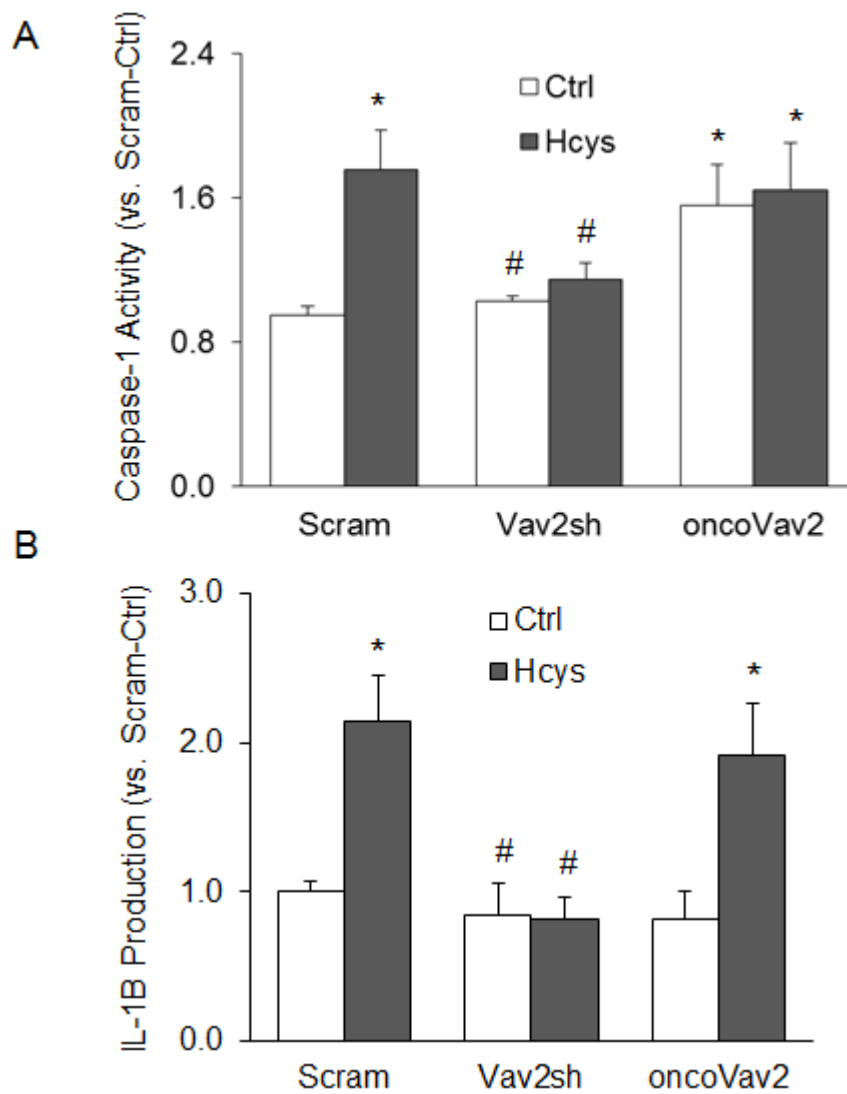 A
Caspase-1 Activity (vs. Scram-Ctrl)
2.4
1.6
0.8
0.0
Ctrl
Hcys
*
#
#
*
*
Scram Vav2sh oncoVav2
B
IL-1B Production (vs. Scram-Ctrl)
3.0
2.0
1.0
0.0
Ctrl
Hcys
*
#
#
*
Scram Vav2sh oncoVav2